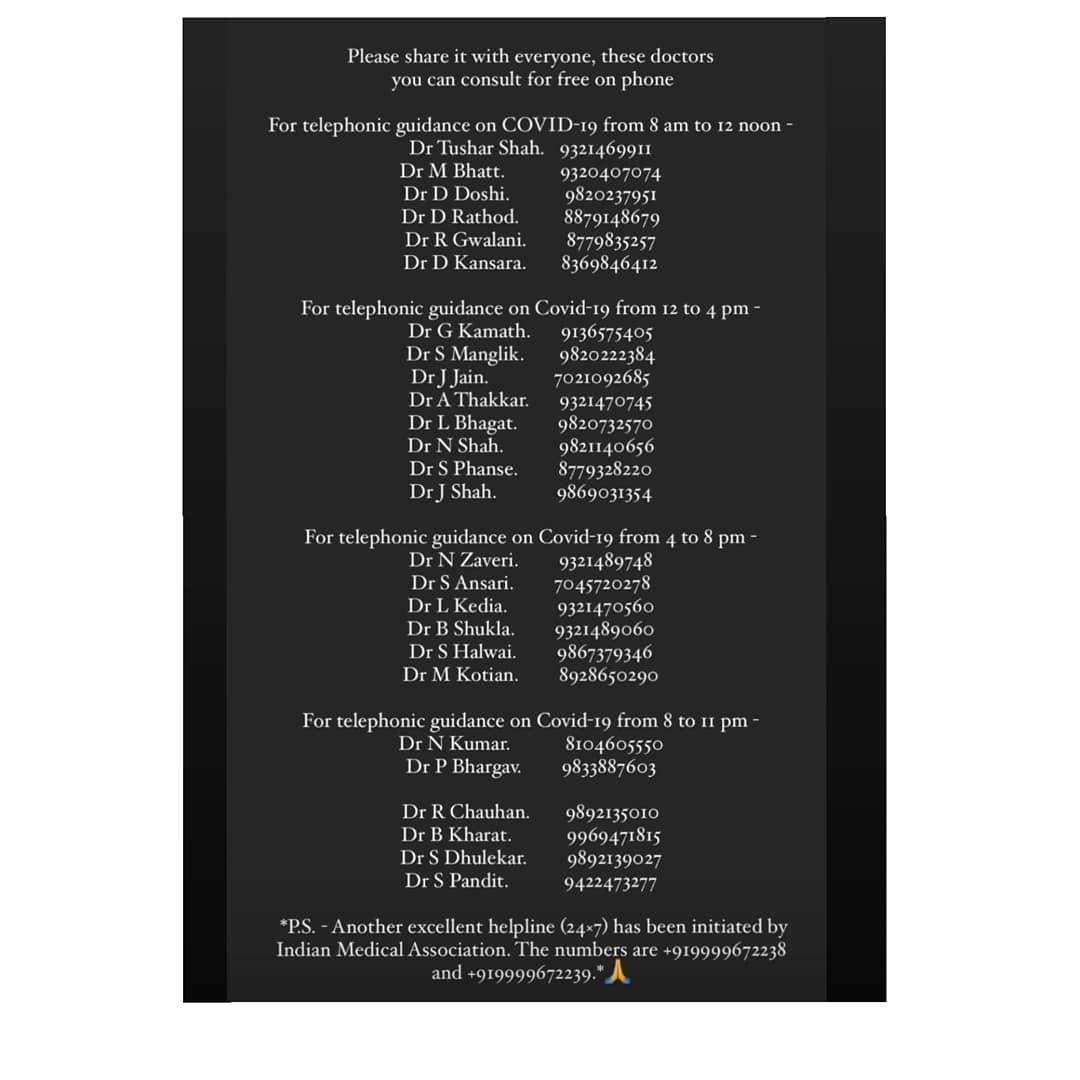 Please share it with everyone, these doctors
you can consult for free on phone
For telephonic guidance on COVID-19 from 8 am to 12 noon -
Dr Tushar Shah. 9321469911
Dr M Bhatt. 9320407074
Dr D Doshi. 9820237951
Dr D Rathod. 8879148679
Dr R Gwalani. 8779835257
Dr D Kansara. 8369846412
For telephonic guidance on Covid-19 from 12 to 4 pm -
Dr G Kamath. 9136575405
Dr S Manglik. 9820222384
Dr J Jain. 7021092685
Dr A Thakkar. 9321470745
Dr L Bhagat. 9820732570
Dr N Shah. 9821140656
Dr S Phanse. 8779328220
Dr J Shah. 9869031354
For telephonic guidance on Covid-19 from 4 to 8 pm -
Dr N Zaveri. 9321489748
Dr S Ansari. 7045720278
Dr L Kedia. 9321470560
Dr B Shukla. 9321489060
Dr S Halwai. 9867379346
Dr M Kotian. 8928650290
For telephonic guidance on Covid-19 from 8 to 11 pm -
Dr N Kumar. 8104605550
Dr P Bhargav. 9833887603
Dr R Chauhan. 9892135010
Dr B Kharat. 9969471815
Dr S Dhulekar. 9892139027
Dr S Pandit. 9422473277
*P.S. - Another excellent helpline (24×7) has been initiated by
Indian Medical Association. The numbers are +919999672238
and +919999672239.*🙏